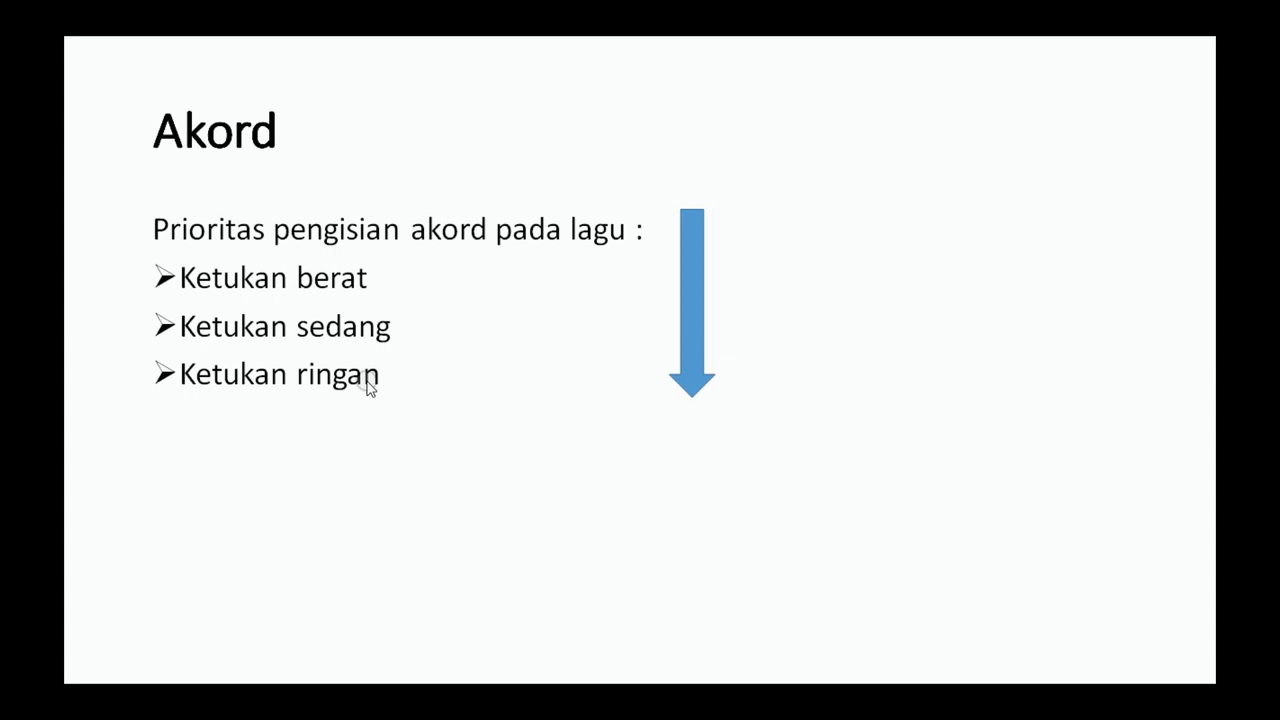 Akord
Prioritas pengisian akord pada lagu :
Ketukan berat
Ketukan sedang
Ketukan ringan